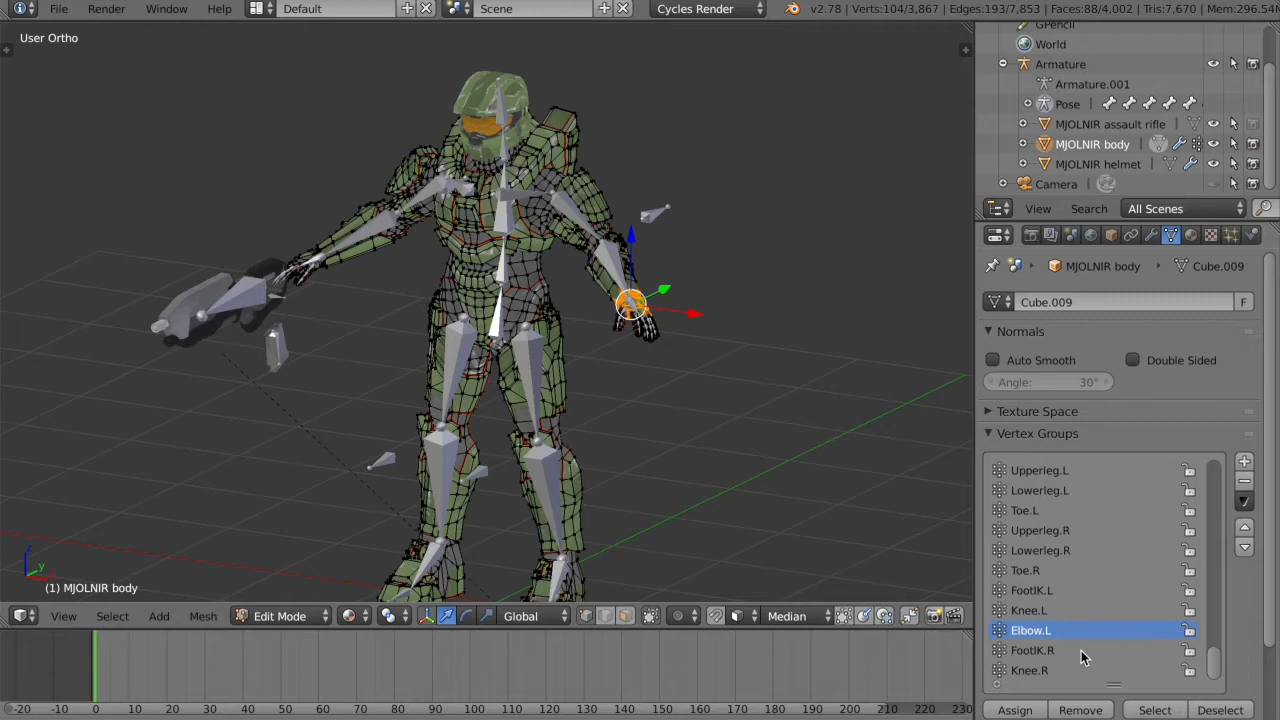 File Render Window Help Default Scene Cycles Render v2.78 | Verts:104/3,867 | Edges:193/7,853 | Faces:88/4,002 | Tris:7,670 | Mem:296.54M
User Ortho
GPencil
World
Armature
Armature.001
Pose
MJOLNIR assault rifle
MJOLNIR body
MJOLNIR helmet
Camera
View Search All Scenes
MJOLNIR body Cube.009
Cube.009 F
Normals
Auto Smooth Double Sided
Angle: 30°
Texture Space
Vertex Groups
Upperleg.L
Lowerleg.L
Toe.L
Upperleg.R
Lowerleg.R
Toe.R
FootIK.L
Knee.L
Elbow.L
FootIK.R
Knee.R
Assign Remove Select Deselect
z
y
(1) MJOLNIR body
View Select Add Mesh Edit Mode Global Median
-20 -10 0 10 20 30 40 50 60 70 80 90 100 110 120 130 140 150 160 170 180 190 200 210 220 230